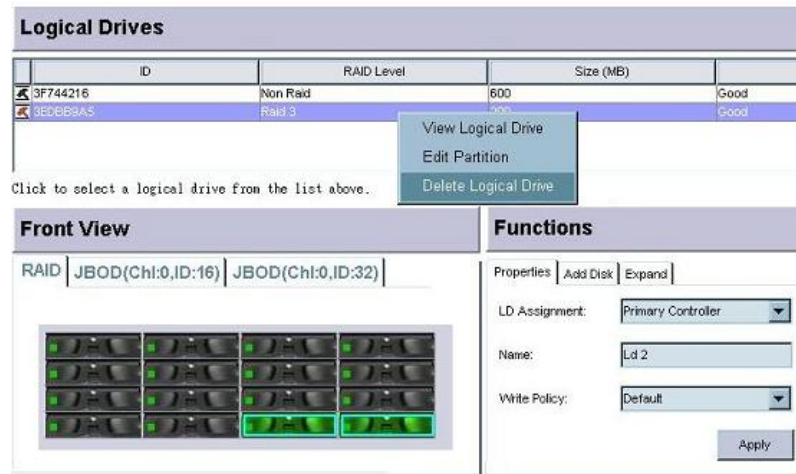 Logical Drives
ID RAID Level Size (MB)
3F744216 Non Raid 600 Good
3EDBB9A5 Raid 3 Good
View Logical Drive
Edit Partition
Delete Logical Drive
Click to select a logical drive from the list above.
Front View
RAID JBOD(Chl:0,ID:16) JBOD(Chl:0,ID:32)
Functions
Properties Add Disk Expand
LD Assignment: Primary Controller
Name: Ld 2
Write Policy: Default
Apply